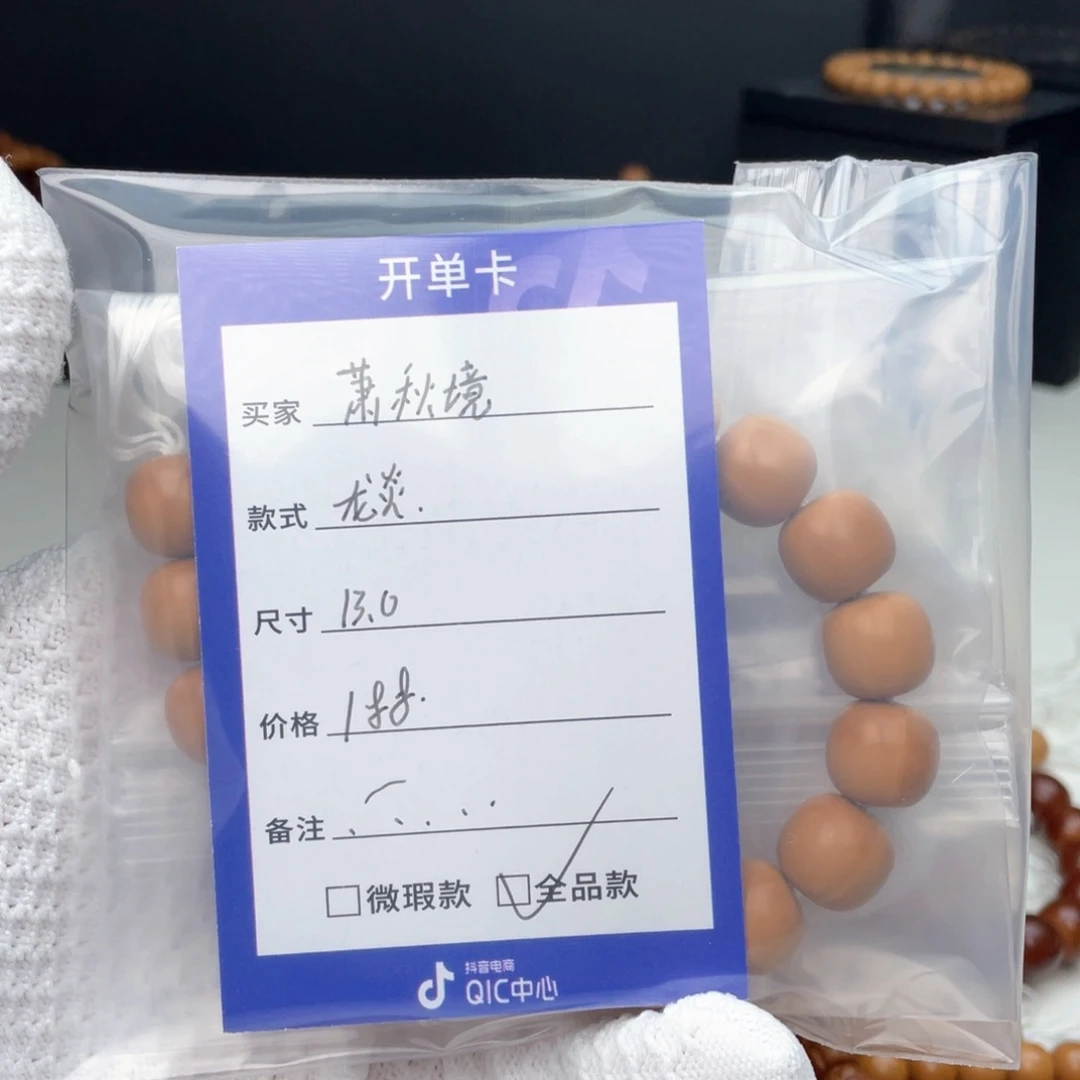 开单卡
买家 萧秋境
款式 龙炎.
尺寸 13.0
价格 188.
备注
微瑕款 全品款
抖音电商
QIC中心